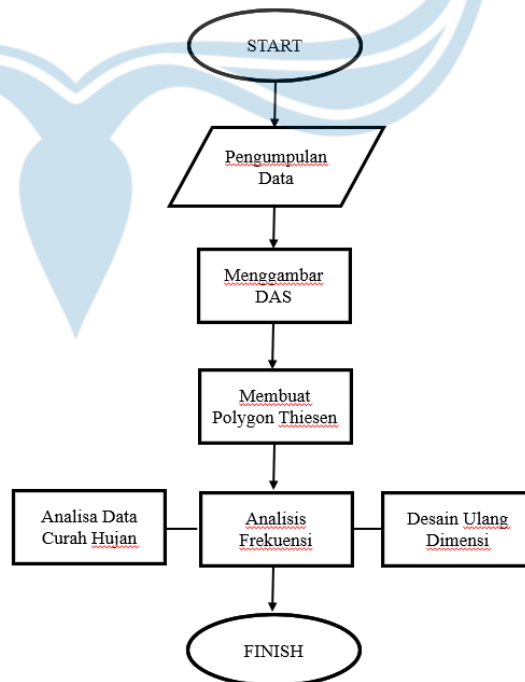 START
Pengumpulan
Data
Menggambar
DAS
Membuat
Polygon Thiesen
Analisa Data
Curah Hujan
Analisis
Frekuensi
Desain Ulang
Dimensi
FINISH